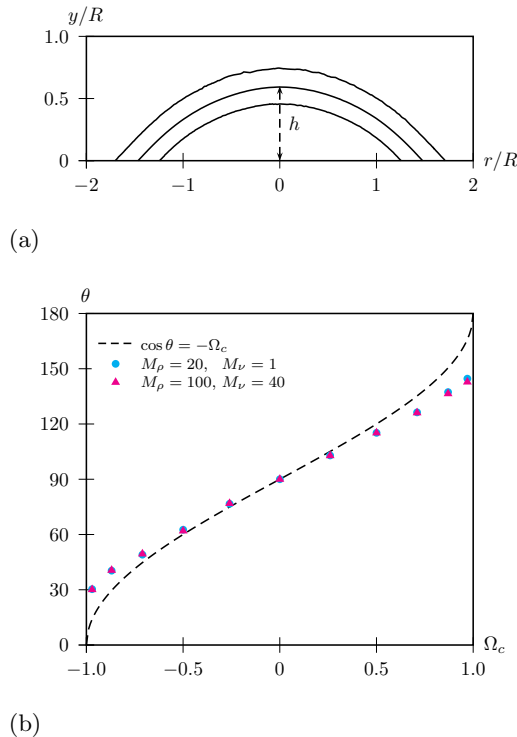 y/R
1.0
0.5
0
h
r/R
−2 −1 0 1 2
(a)
θ
180
150
120
90
60
30
0
cos θ = −Ω_c
M_ρ = 20, M_ν = 1
M_ρ = 100, M_ν = 40
Ω_c
−1.0 −0.5 0 0.5 1.0
(b)